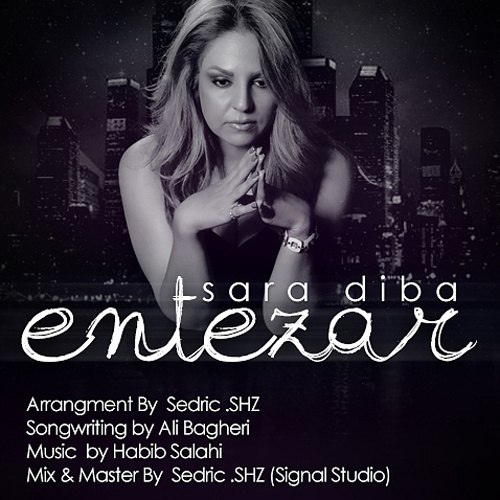 sara diba
entezar
Arrangment By Sedric .SHZ
Songwriting by Ali Bagheri
Music by Habib Salahi
Mix & Master By Sedric .SHZ (Signal Studio)